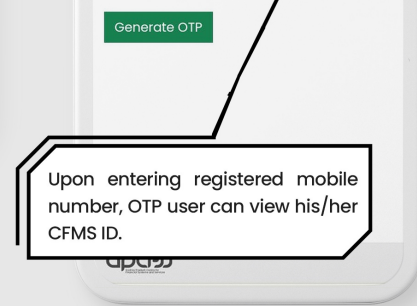 Generate OTP
Upon entering registered mobile
number, OTP user can view his/her
CFMS ID.